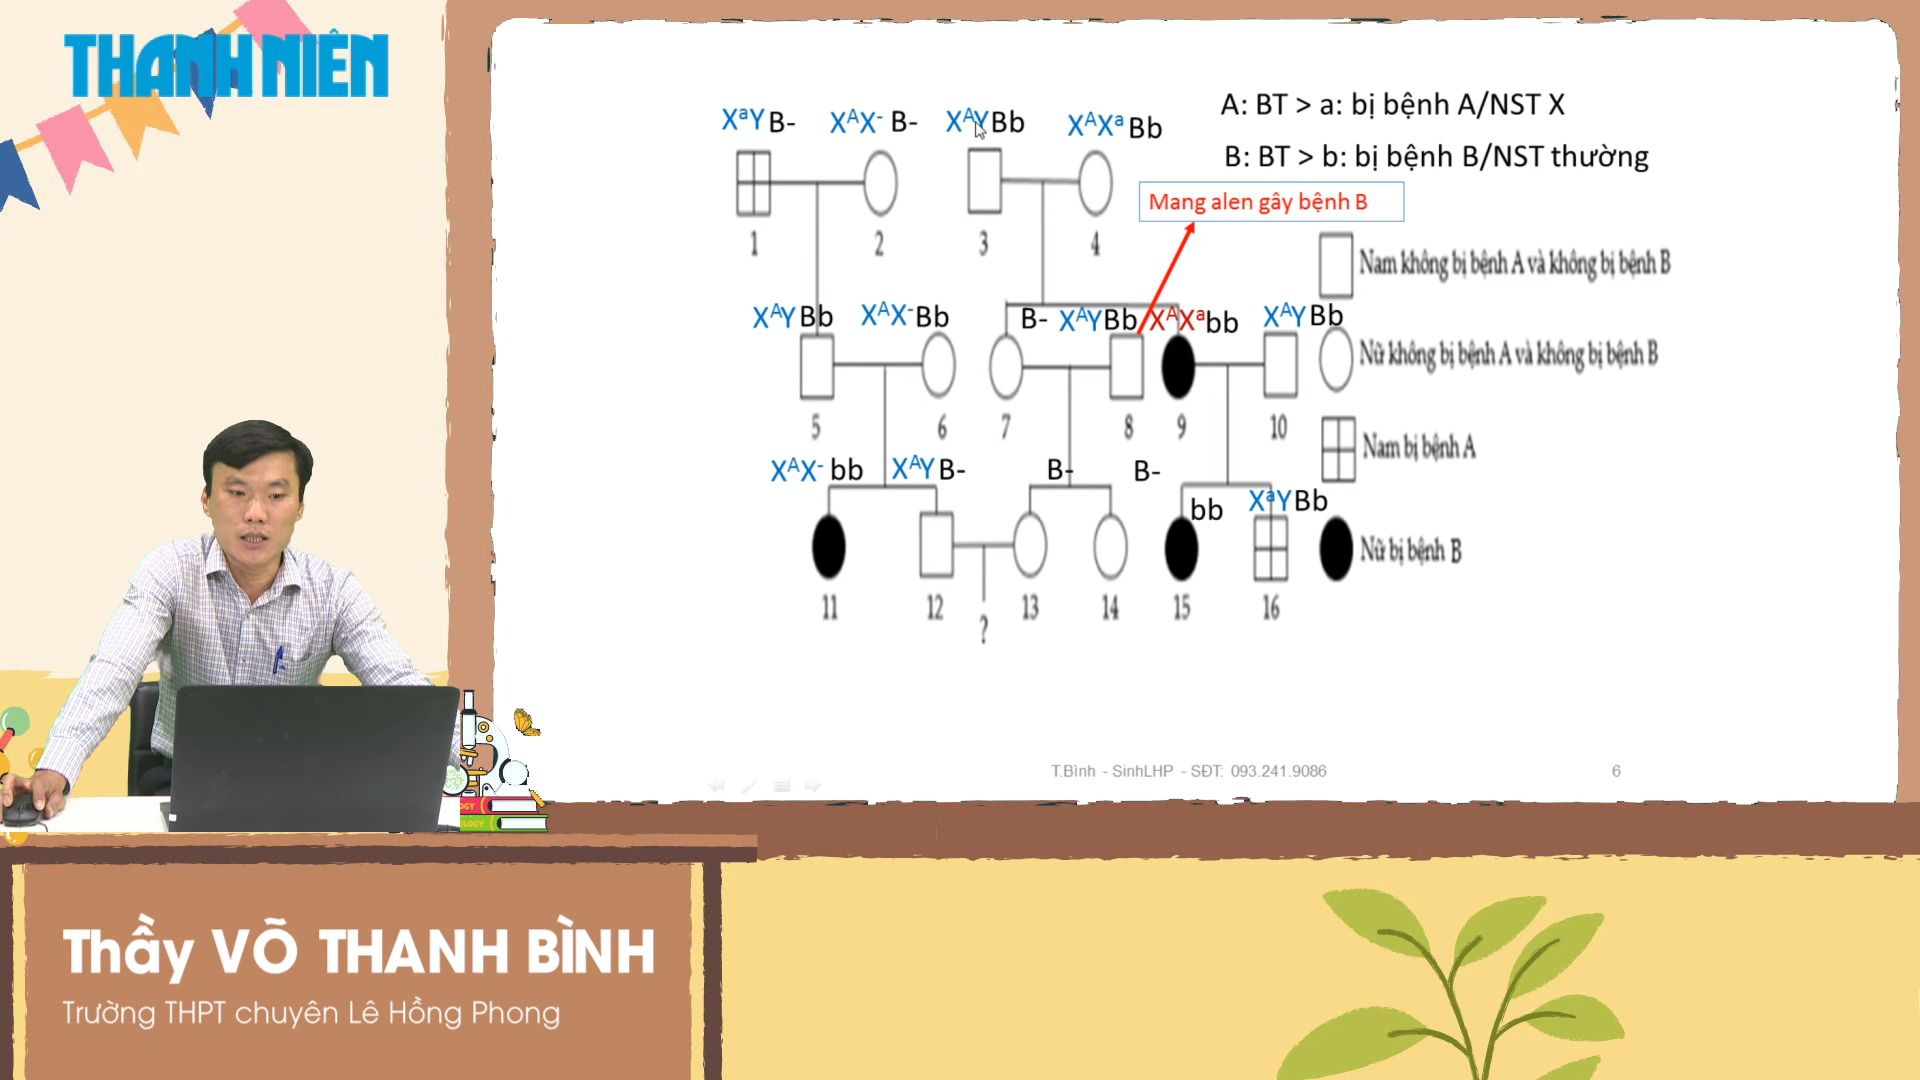 THANH NIÊN
A: BT > a: bị bệnh A/NST X
B: BT > b: bị bệnh B/NST thường
XᵃY B-
XᴬX⁻ B-
XᴬY Bb
XᴬXᵃ Bb
Mang alen gây bệnh B
1
2
3
4
Nam không bị bệnh A và không bị bệnh B
XᴬY Bb
XᴬX⁻ Bb
B-
XᴬY Bb
XᴬXᵃ bb
XᴬY Bb
Nữ không bị bệnh A và không bị bệnh B
5
6
7
8
9
10
Nam bị bệnh A
XᴬX⁻ bb
XᴬY B-
B-
B-
bb
XᵃY Bb
Nữ bị bệnh B
11
12
13
14
15
16
?
T.Bình - SinhLHP - SĐT: 093.241.9086
6
OGY
OLOGY
Thầy VÕ THANH BÌNH
Trường THPT chuyên Lê Hồng Phong